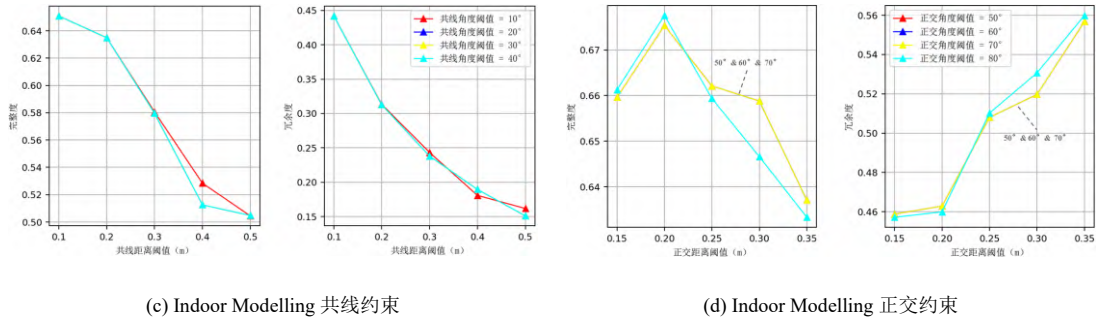 0.64
0.62
0.60
0.58
0.56
0.54
0.52
0.50
完整度
0.1 0.2 0.3 0.4 0.5
共线距离阈值（m）
0.45
0.40
0.35
0.30
0.25
0.20
0.15
冗余度
共线角度阈值 = 10°
共线角度阈值 = 20°
共线角度阈值 = 30°
共线角度阈值 = 40°
0.1 0.2 0.3 0.4 0.5
共线距离阈值（m）
0.67
0.66
0.65
0.64
完整度
50° &60° & 70°
0.15 0.20 0.25 0.30 0.35
正交距离阈值（m）
0.56
0.54
0.52
0.50
0.48
0.46
冗余度
正交角度阈值 = 50°
正交角度阈值 = 60°
正交角度阈值 = 70°
正交角度阈值 = 80°
50° &60° & 70°
0.15 0.20 0.25 0.30 0.35
正交距离阈值（m）
(c) Indoor Modelling 共线约束
(d) Indoor Modelling 正交约束